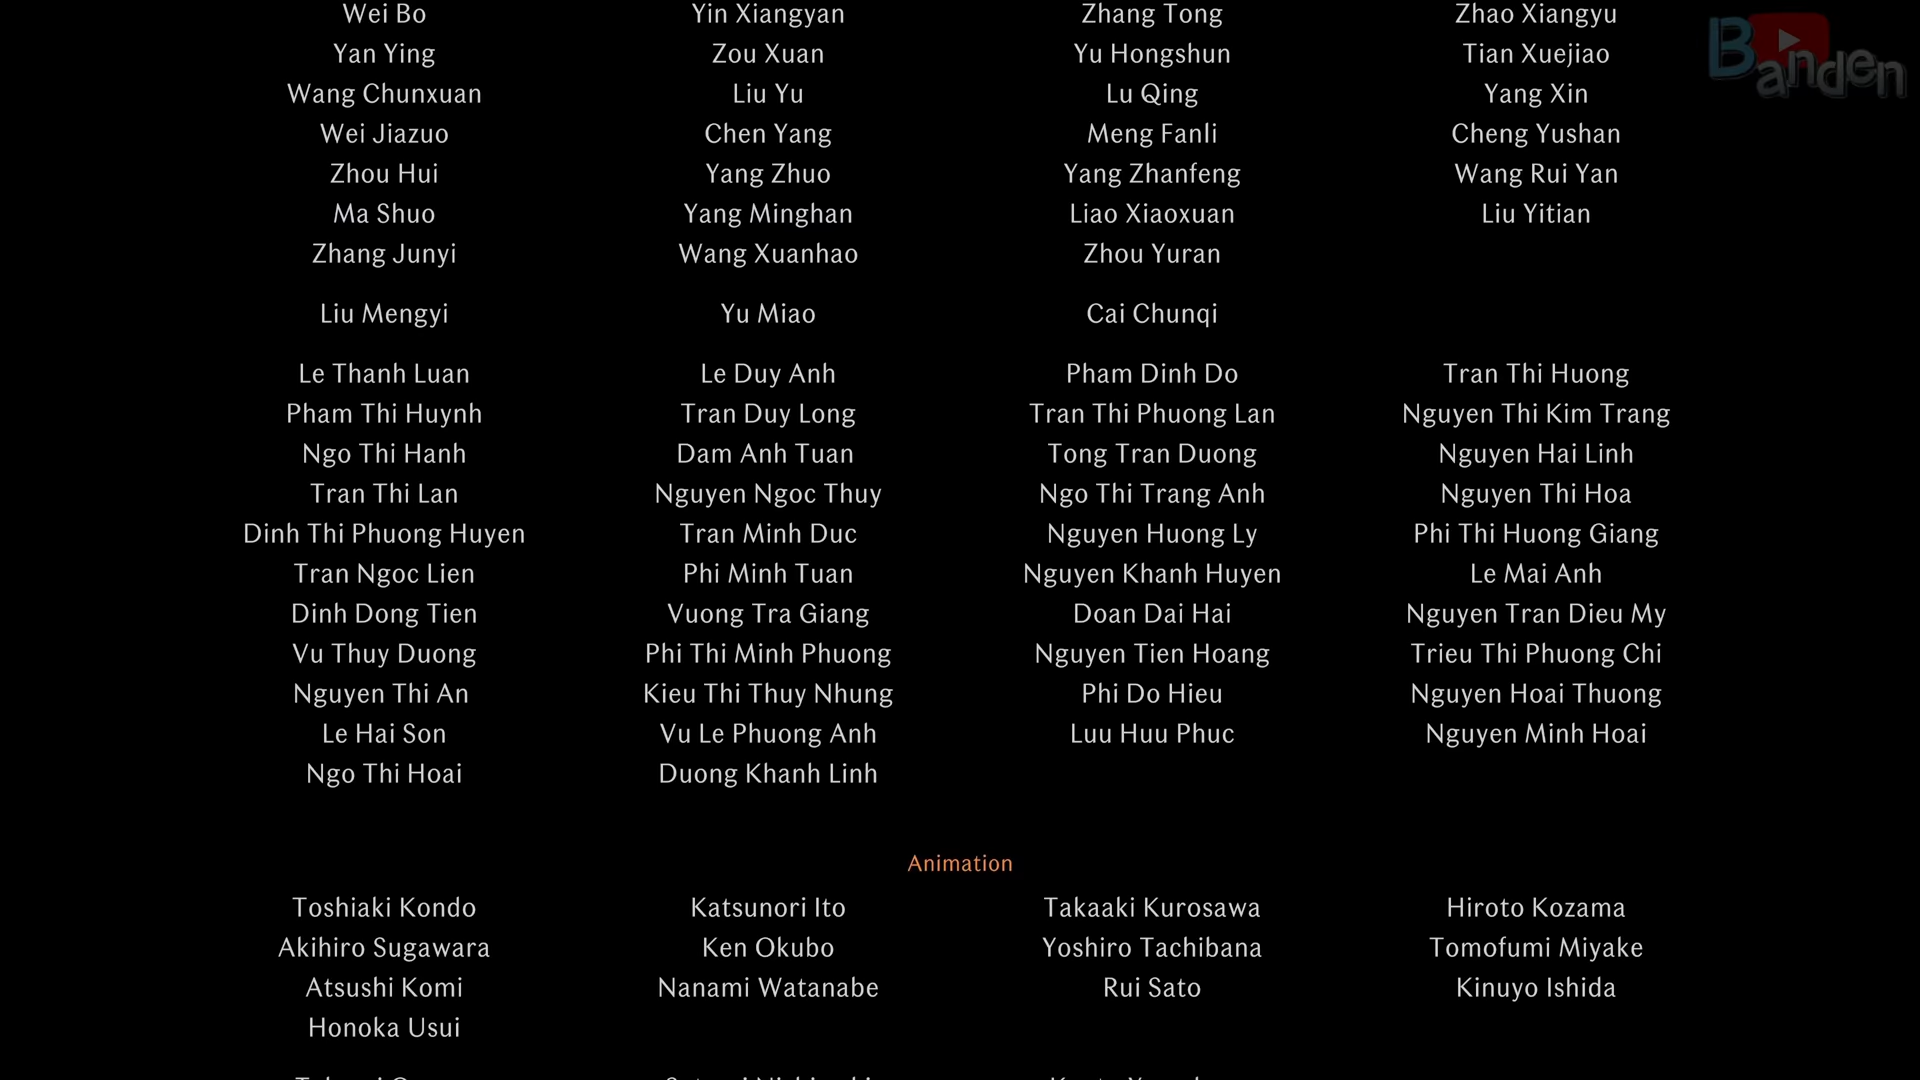 Wei Bo Yin Xiangyan Zhang Tong Zhao Xiangyu
Yan Ying Zou Xuan Yu Hongshun Tian Xuejiao
Wang Chunxuan Liu Yu Lu Qing Yang Xin
Wei Jiazuo Chen Yang Meng Fanli Cheng Yushan
Zhou Hui Yang Zhuo Yang Zhanfeng Wang Rui Yan
Ma Shuo Yang Minghan Liao Xiaoxuan Liu Yitian
Zhang Junyi Wang Xuanhao Zhou Yuran
Liu Mengyi Yu Miao Cai Chunqi
Le Thanh Luan Le Duy Anh Pham Dinh Do Tran Thi Huong
Pham Thi Huynh Tran Duy Long Tran Thi Phuong Lan Nguyen Thi Kim Trang
Ngo Thi Hanh Dam Anh Tuan Tong Tran Duong Nguyen Hai Linh
Tran Thi Lan Nguyen Ngoc Thuy Ngo Thi Trang Anh Nguyen Thi Hoa
Dinh Thi Phuong Huyen Tran Minh Duc Nguyen Huong Ly Phi Thi Huong Giang
Tran Ngoc Lien Phi Minh Tuan Nguyen Khanh Huyen Le Mai Anh
Dinh Dong Tien Vuong Tra Giang Doan Dai Hai Nguyen Tran Dieu My
Vu Thuy Duong Phi Thi Minh Phuong Nguyen Tien Hoang Trieu Thi Phuong Chi
Nguyen Thi An Kieu Thi Thuy Nhung Phi Do Hieu Nguyen Hoai Thuong
Le Hai Son Vu Le Phuong Anh Luu Huu Phuc Nguyen Minh Hoai
Ngo Thi Hoai Duong Khanh Linh
Animation
Toshiaki Kondo Katsunori Ito Takaaki Kurosawa Hiroto Kozama
Akihiro Sugawara Ken Okubo Yoshiro Tachibana Tomofumi Miyake
Atsushi Komi Nanami Watanabe Rui Sato Kinuyo Ishida
Honoka Usui
Banden